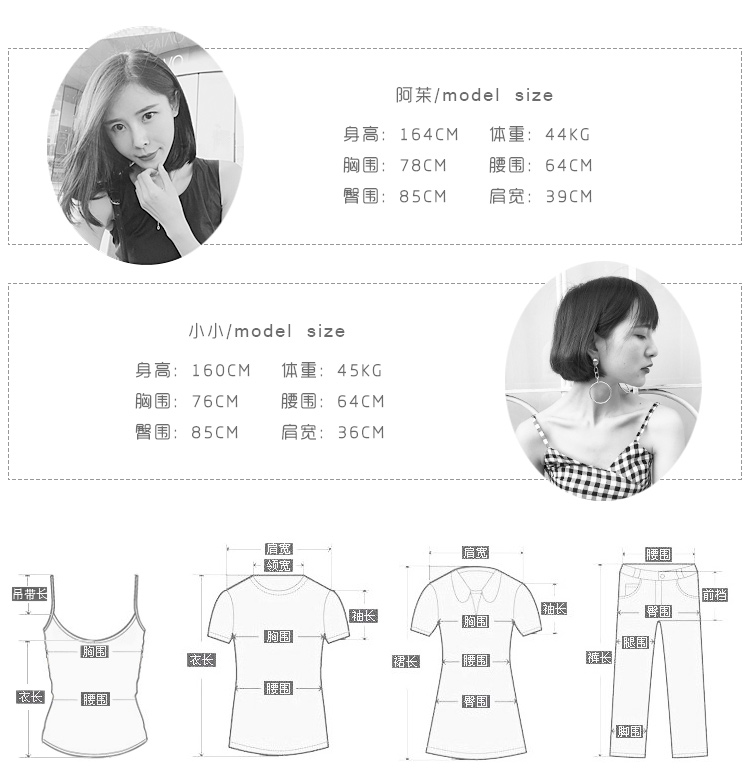 阿茱/model size
身高: 164CM 体重: 44KG
胸围: 78CM 腰围: 64CM
臀围: 85CM 肩宽: 39CM
小小/model size
身高: 160CM 体重: 45KG
胸围: 76CM 腰围: 64CM
臀围: 85CM 肩宽: 36CM
吊带长
胸围
衣长
腰围
肩宽
领宽
袖长
胸围
衣长
腰围
肩宽
袖长
胸围
裙长
腰围
臀围
腰围
前裆
臀围
腿围
裤长
脚围